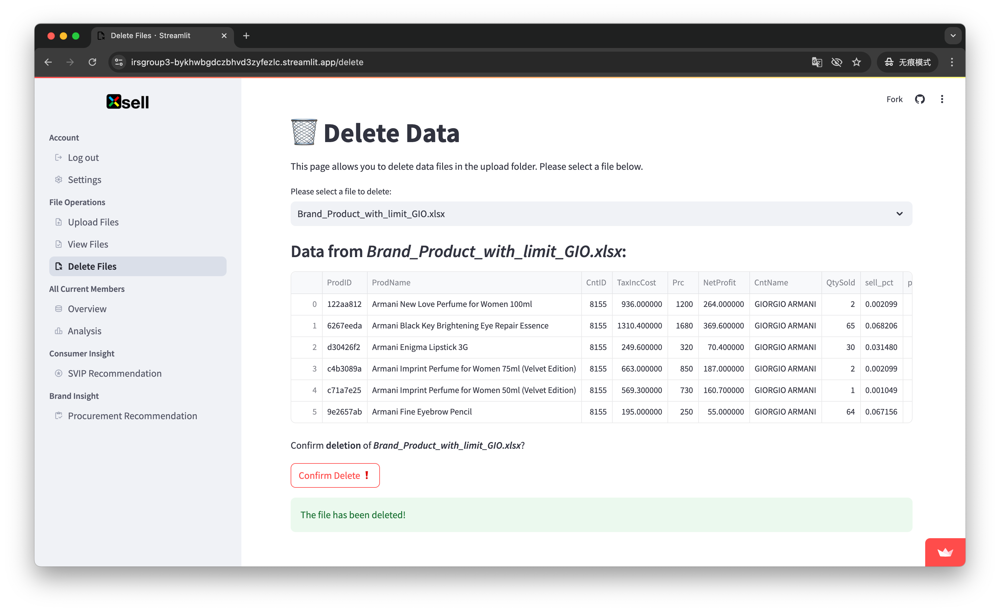 Delete Files · Streamlit
irsgroup3-bykhwbgdczbhvd3zyfezlc.streamlit.app/delete
无痕模式
Xsell
Account
Log out
Settings
File Operations
Upload Files
View Files
Delete Files
All Current Members
Overview
Analysis
Consumer Insight
SVIP Recommendation
Brand Insight
Procurement Recommendation
Fork
Delete Data
This page allows you to delete data files in the upload folder. Please select a file below.
Please select a file to delete:
Brand_Product_with_limit_GIO.xlsx
Data from Brand_Product_with_limit_GIO.xlsx:
ProdID ProdName CntID TaxIncCost Prc NetProfit CntName QtySold sell_pct p
0 122aa812 Armani New Love Perfume for Women 100ml 8155 936.000000 1200 264.000000 GIORGIO ARMANI 2 0.002099
1 6267eeda Armani Black Key Brightening Eye Repair Essence 8155 1310.400000 1680 369.600000 GIORGIO ARMANI 65 0.068206
2 d30426f2 Armani Enigma Lipstick 3G 8155 249.600000 320 70.400000 GIORGIO ARMANI 30 0.031480
3 c4b3089a Armani Imprint Perfume for Women 75ml (Velvet Edition) 8155 663.000000 850 187.000000 GIORGIO ARMANI 2 0.002099
4 c71a7e25 Armani Imprint Perfume for Women 50ml (Velvet Edition) 8155 569.300000 730 160.700000 GIORGIO ARMANI 1 0.001049
5 9e2657ab Armani Fine Eyebrow Pencil 8155 195.000000 250 55.000000 GIORGIO ARMANI 64 0.067156
Confirm deletion of Brand_Product_with_limit_GIO.xlsx?
Confirm Delete ❗
The file has been deleted!